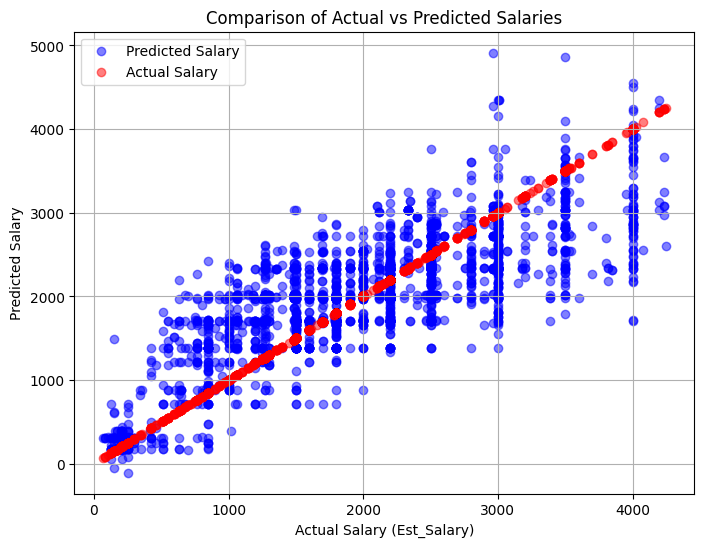 Comparison of Actual vs Predicted Salaries
Predicted Salary
Actual Salary
5000
4000
3000
2000
1000
0
Predicted Salary
0 1000 2000 3000 4000
Actual Salary (Est_Salary)